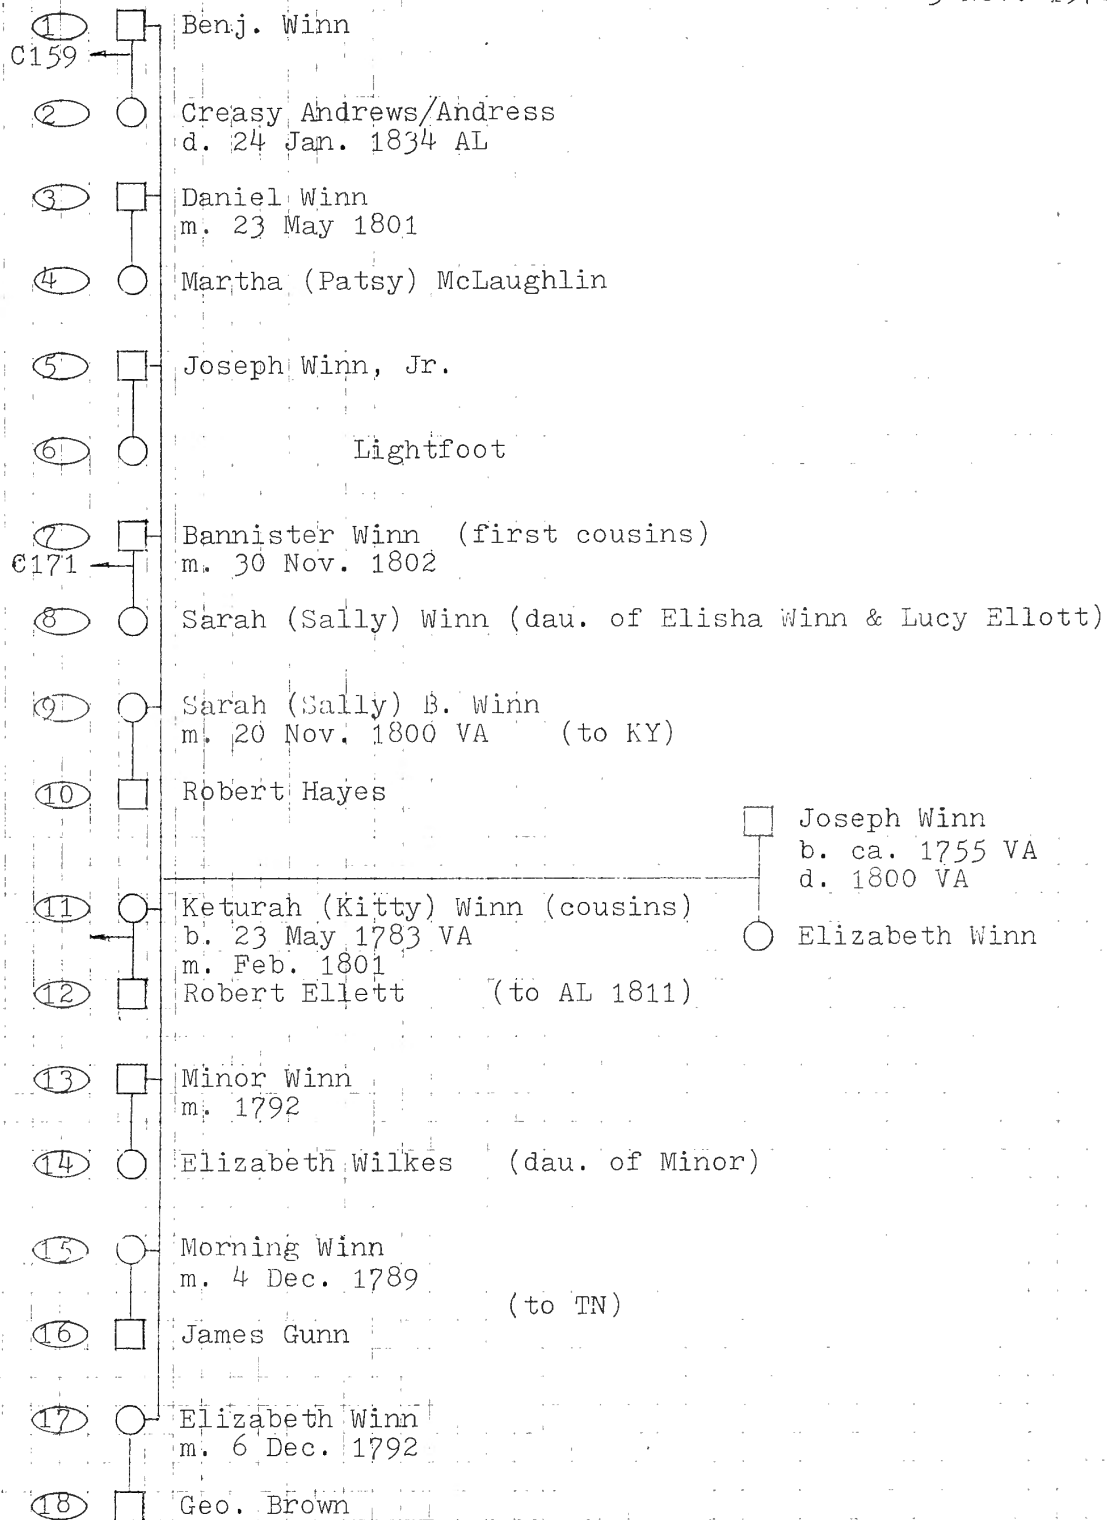 1 Benj. Winn
C159
2 Creasy Andrews/Andress
d. 24 Jan. 1834 AL
3 Daniel Winn
m. 23 May 1801
4 Martha (Patsy) McLaughlin
5 Joseph Winn, Jr.
6 Lightfoot
7 Bannister Winn (first cousins)
C171 m. 30 Nov. 1802
8 Sarah (Sally) Winn (dau. of Elisha Winn & Lucy Ellott)
9 Sarah (Sally) B. Winn
m. 20 Nov. 1800 VA (to KY)
10 Robert Hayes
Joseph Winn
b. ca. 1755 VA
d. 1800 VA
Elizabeth Winn
11 Keturah (Kitty) Winn (cousins)
b. 23 May 1783 VA
m. Feb. 1801
12 Robert Ellett (to AL 1811)
13 Minor Winn
m. 1792
14 Elizabeth Wilkes (dau. of Minor)
15 Morning Winn
m. 4 Dec. 1789
(to TN)
16 James Gunn
17 Elizabeth Winn
m. 6 Dec. 1792
18 Geo. Brown